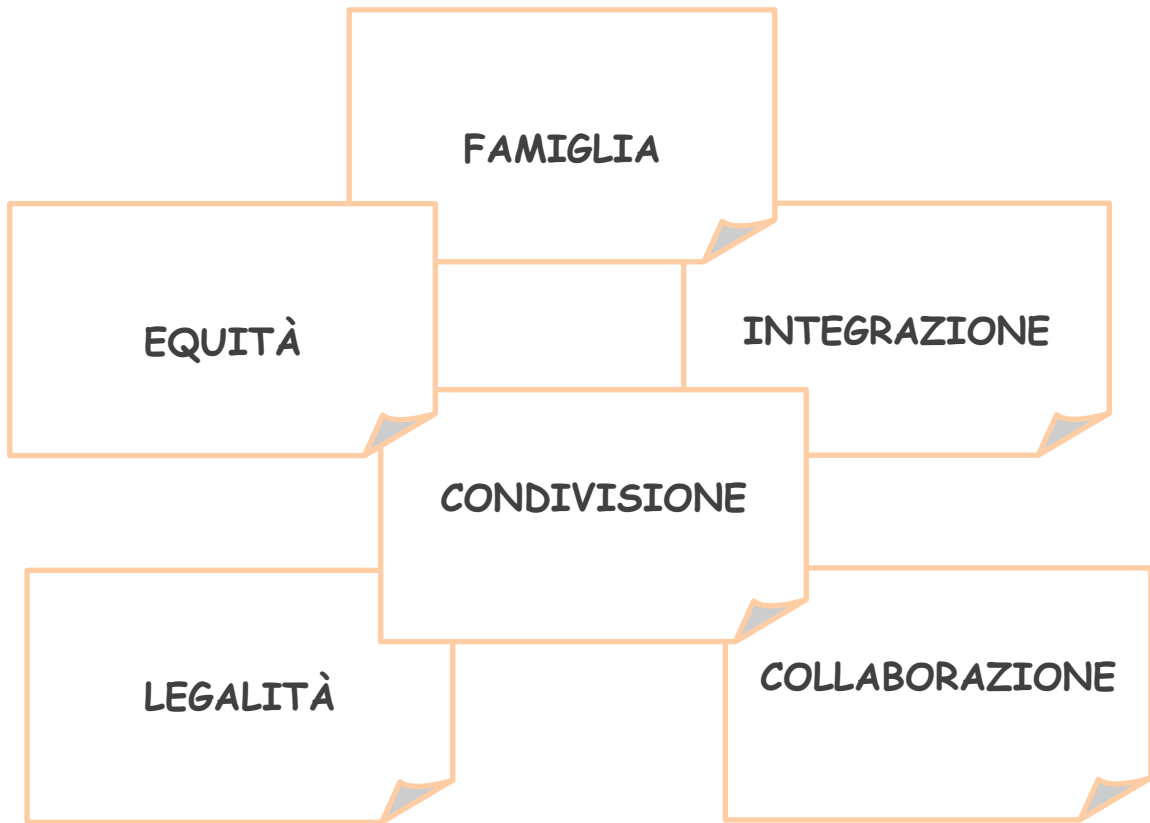 FAMIGLIA
EQUITÀ
INTEGRAZIONE
CONDIVISIONE
LEGALITÀ
COLLABORAZIONE